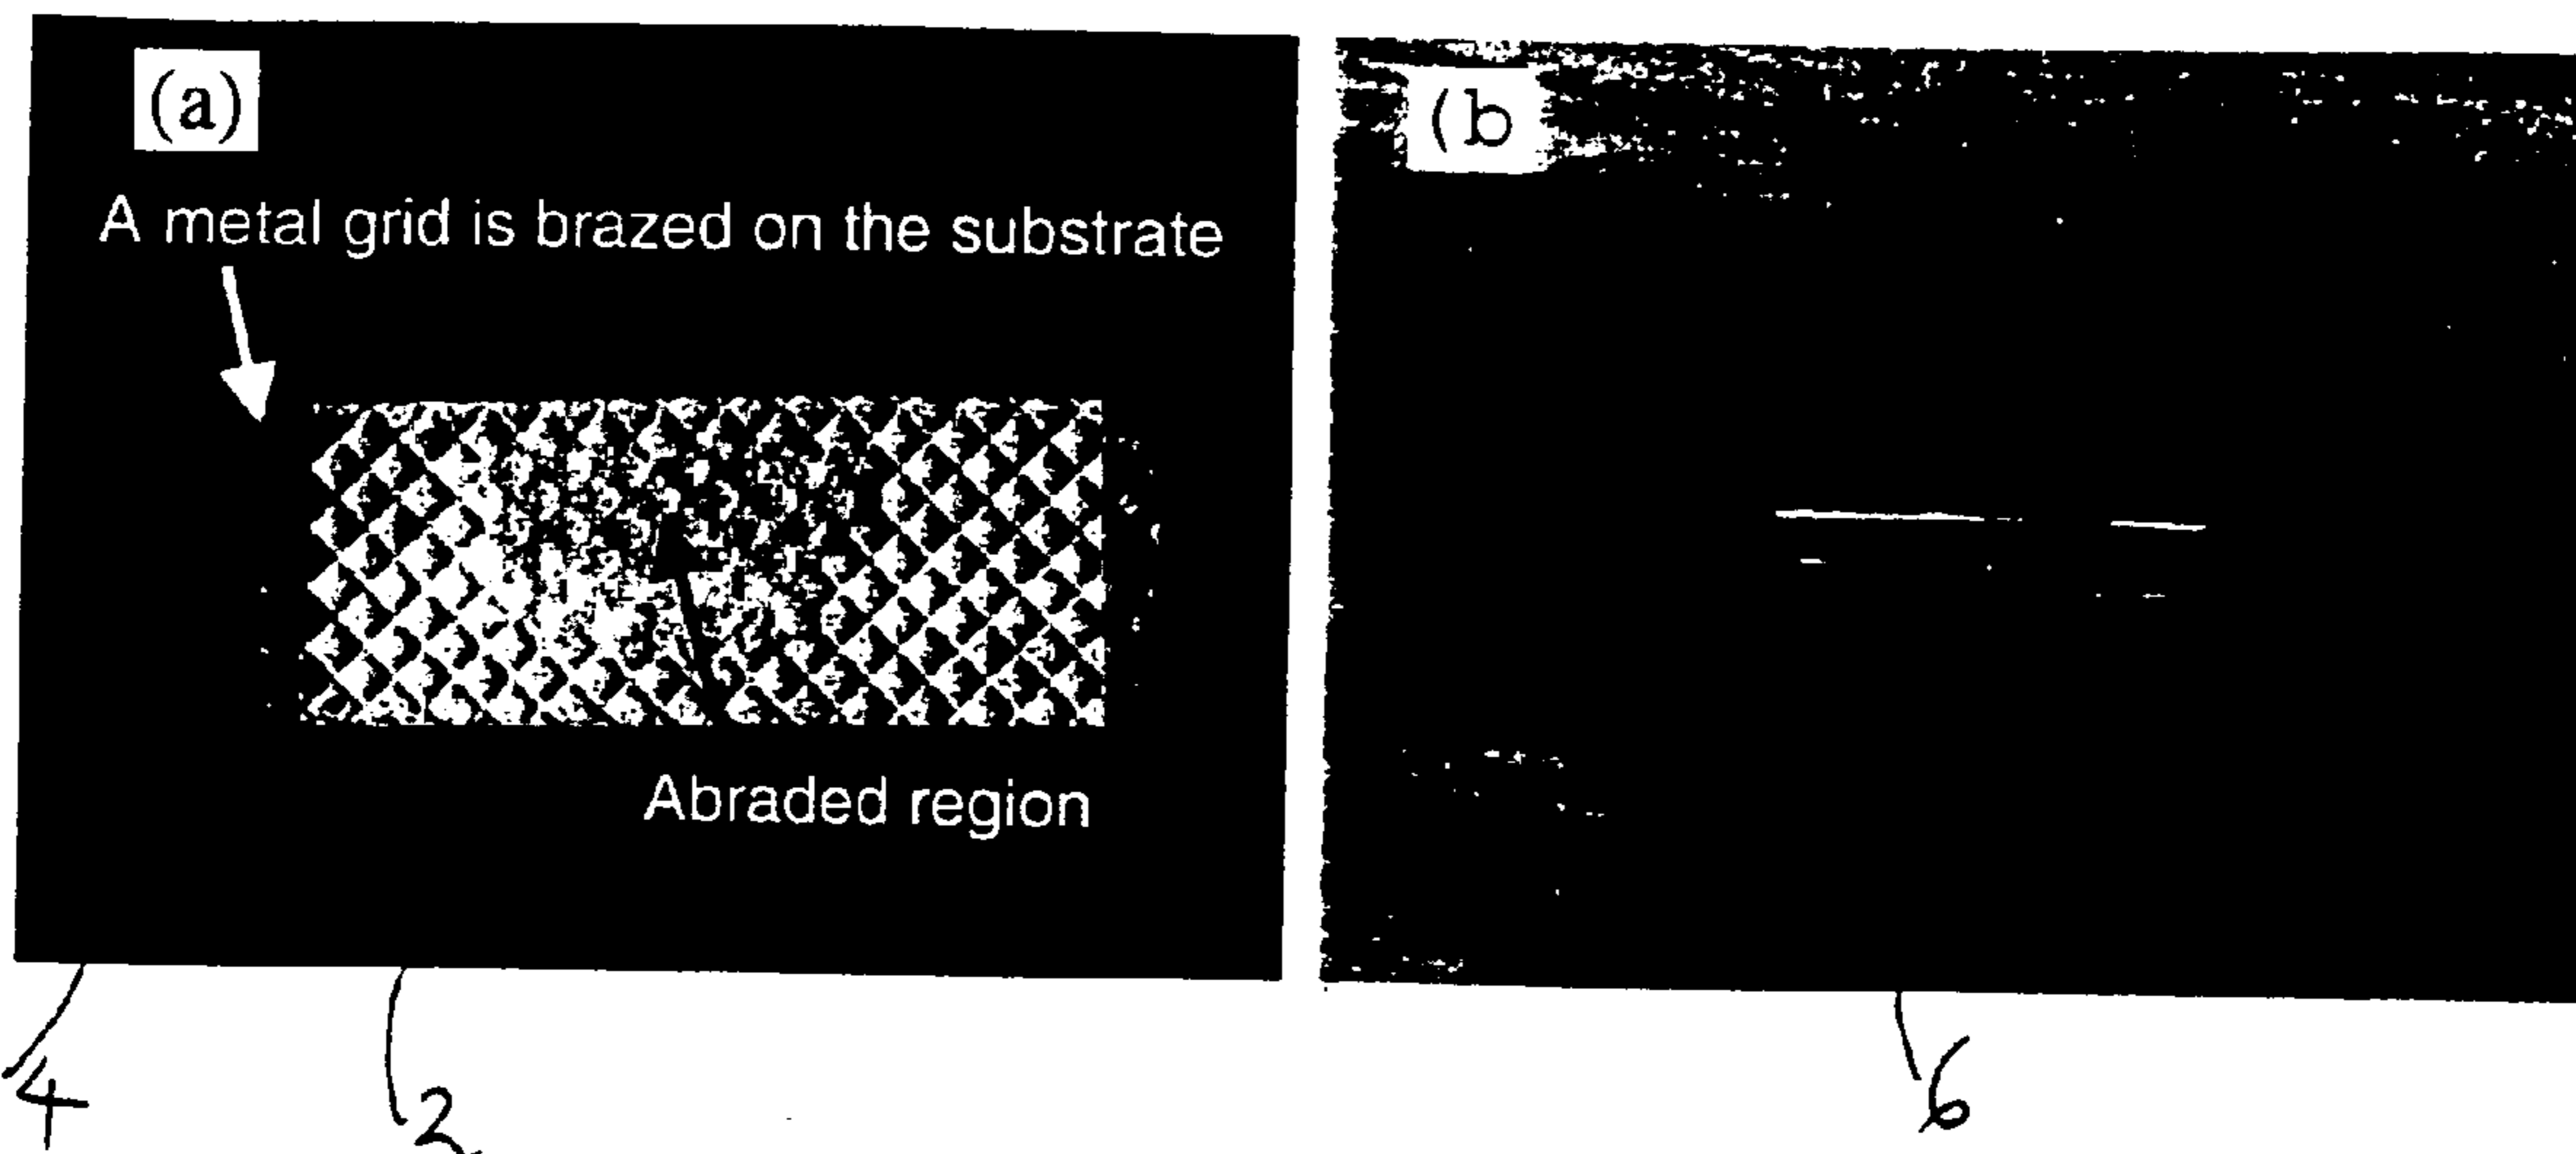 (a)
A metal grid is brazed on the substrate
Abraded region
(b
4
2
6